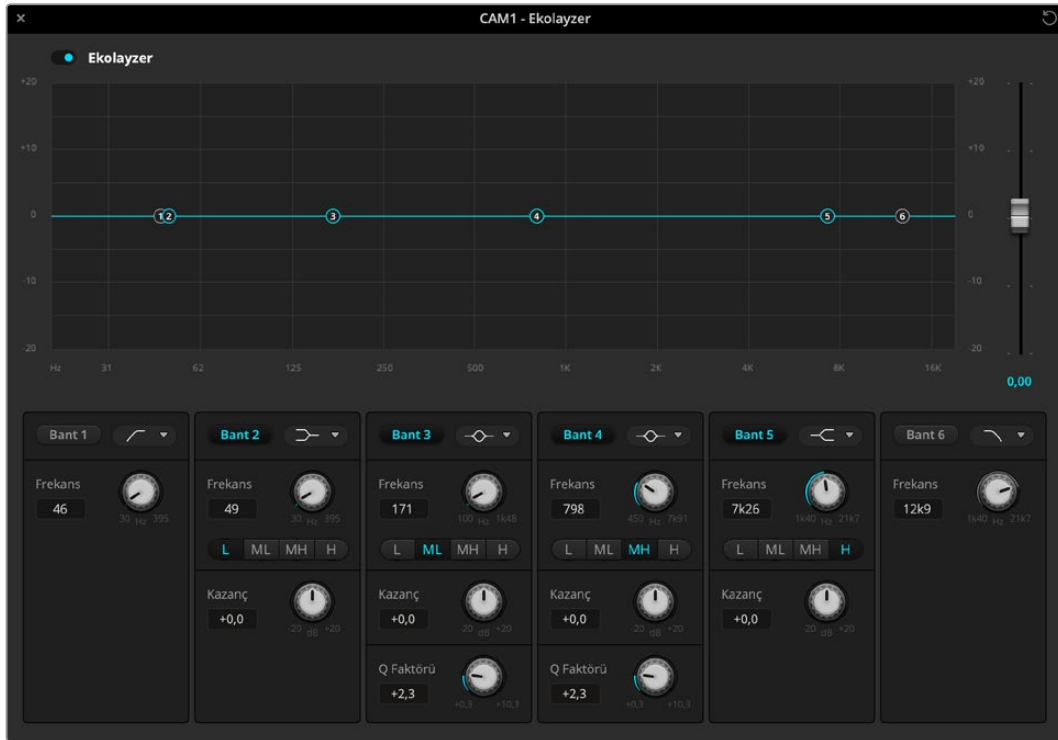 CAM1 - Ekolayzer
Ekolayzer
+20 +20
+10 +10
1 2 3 4 5 6
0 0
-10 -10
-20 -20
Hz 31 62 125 250 500 1K 2K 4K 8K 16K
0,00
Bant 1 Bant 2 Bant 3 Bant 4 Bant 5 Bant 6
Frekans Frekans Frekans Frekans Frekans Frekans
46 49 171 798 7k26 12k9
30 Hz 395 30 Hz 395 100 Hz 1k48 450 Hz 7k91 1k40 Hz 21k7 1k40 Hz 21k7
L ML MH H L ML MH H L ML MH H L ML MH H
Kazanç Kazanç Kazanç Kazanç
+0,0 +0,0 +0,0 +0,0
-20 dB +20 -20 dB +20 -20 dB +20 -20 dB +20
Q Faktörü Q Faktörü
+2,3 +2,3
+0,3 +10,3 +0,3 +10,3